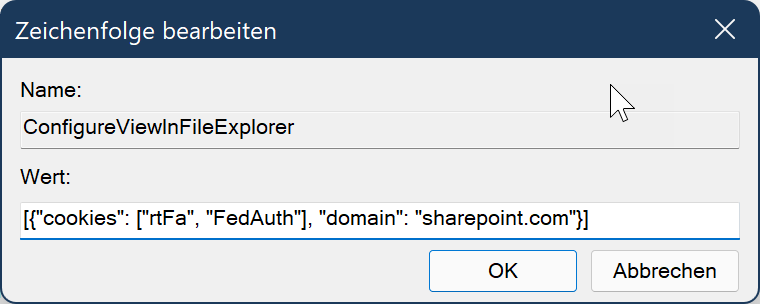 Zeichenfolge bearbeiten
Name:
ConfigureViewInFileExplorer
Wert:
[{"cookies": ["rtFa", "FedAuth"], "domain": "sharepoint.com"}]
OK
Abbrechen